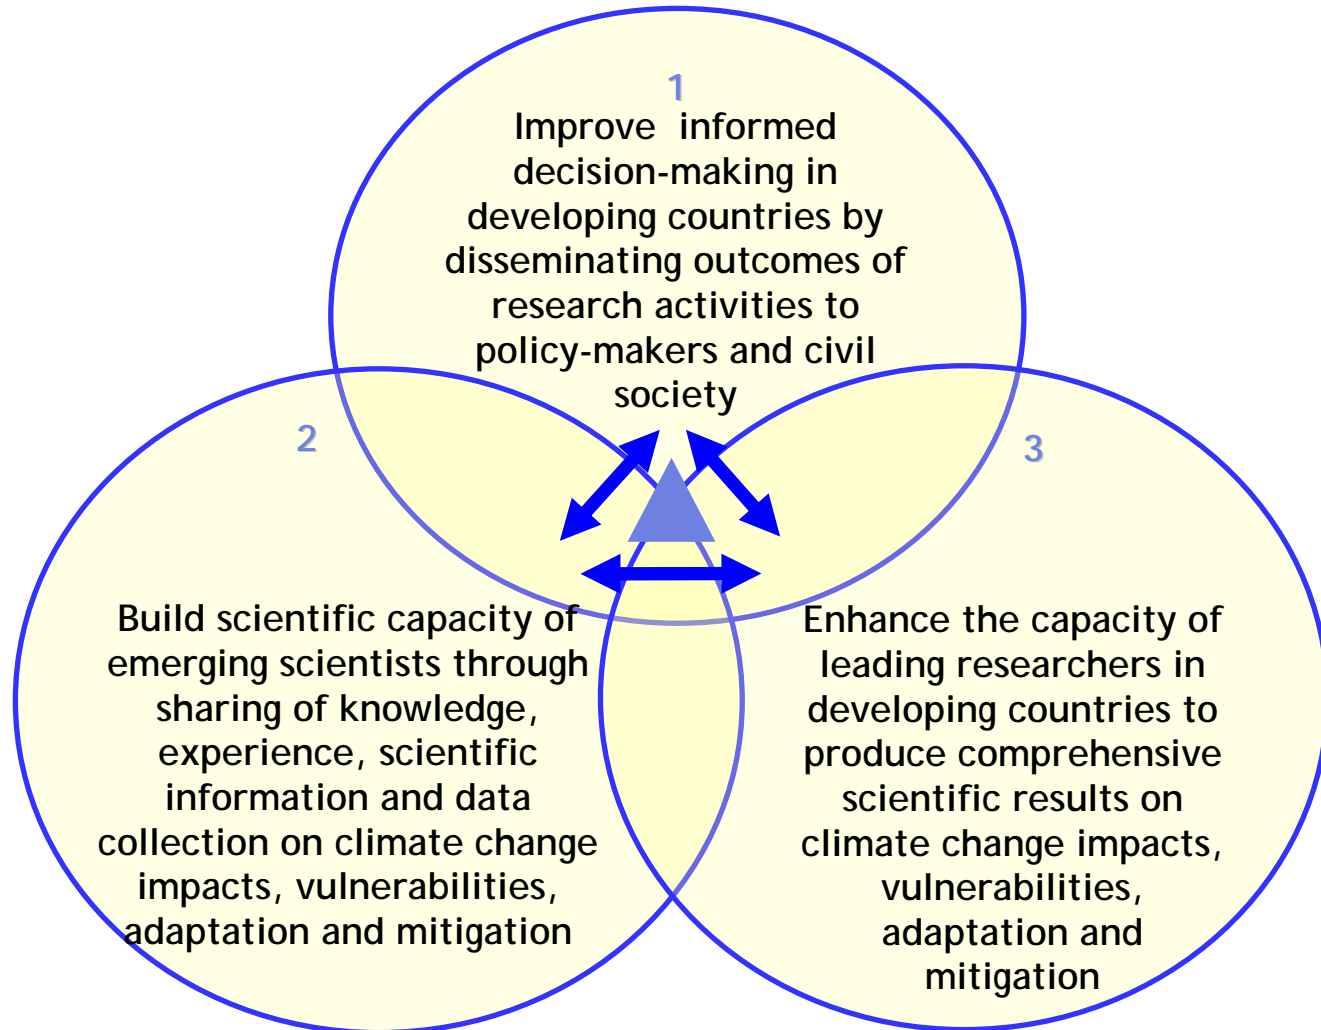 1
Improve informed
decision-making in
developing countries by
disseminating outcomes of
research activities to
policy-makers and civil
society
2
Build scientific capacity of
emerging scientists through
sharing of knowledge,
experience, scientific
information and data
collection on climate change
impacts, vulnerabilities,
adaptation and mitigation
3
Enhance the capacity of
leading researchers in
developing countries to
produce comprehensive
scientific results on
climate change impacts,
vulnerabilities,
adaptation and
mitigation